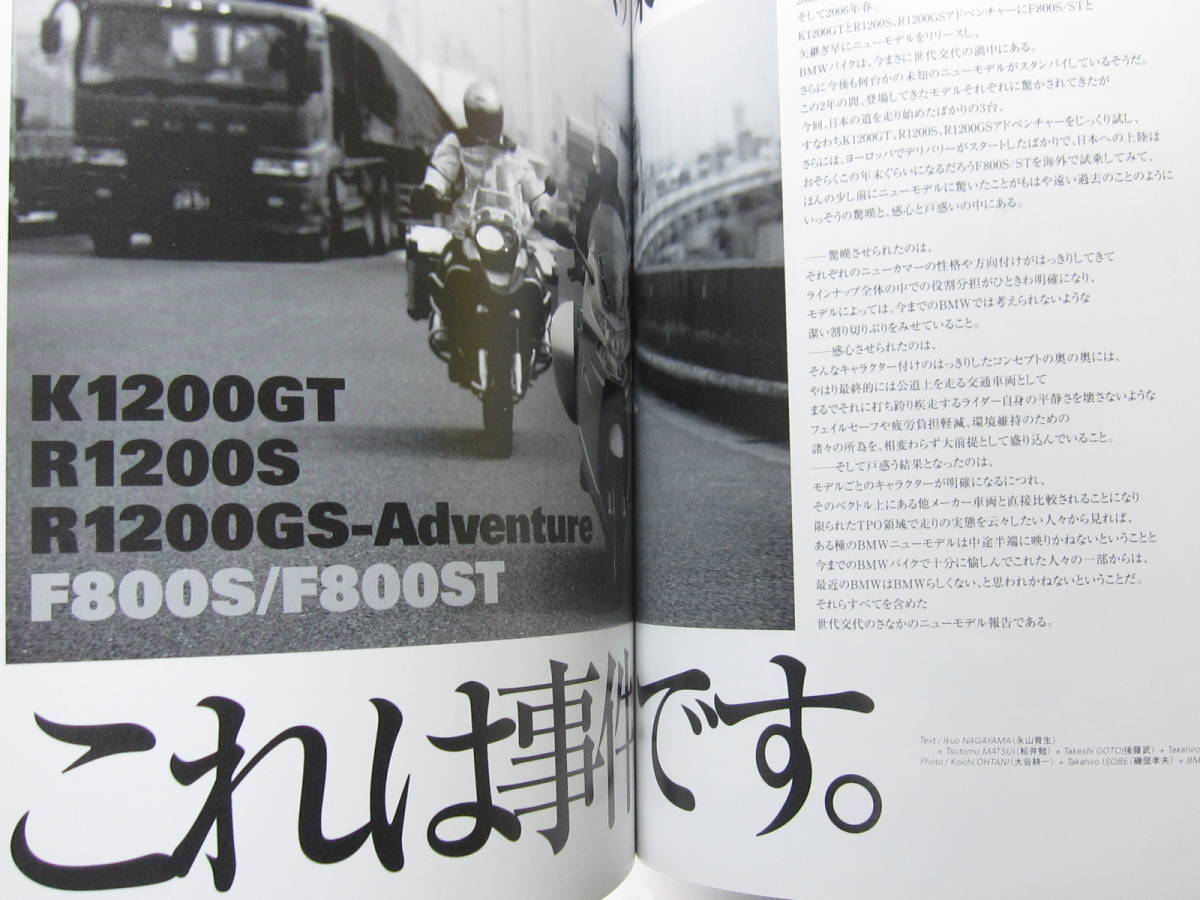 K1200GT
R1200S
R1200GS-Adventure
F800S/F800ST
これは事件です。
そして2006年春。
K1200GTとR1200S、R1200GSアドベンチャーにF800S/STと
矢継ぎ早にニューモデルをリリースし、
BMWバイクは、今まさに世代交代の渦中にある。
さらに今後も何台かの未知のニューモデルがスタンバイしているそうだ。
この2年の間、登場してきたモデルそれぞれに驚かされてきたが
今回、日本の道を走り始めたばかりの3台、
すなわちK1200GT、R1200S、R1200GSアドベンチャーをじっくり試し、
さらには、ヨーロッパでデリバリーがスタートしたばかりで、日本への上陸は
おそらくこの年末ぐらいになるだろうF800S/STを海外で試乗してみて、
ほんの少し前にニューモデルに驚いたことがもはや遠い過去のことのように
いっそうの驚嘆と、感心と戸惑いの中にある。
──驚嘆させられたのは、
それぞれのニューカマーの性格や方向付けがはっきりしてきて
ラインナップ全体の中での役割分担がひときわ明確になり、
モデルによっては、今までのBMWでは考えられないような
潔い割り切りぶりをみせていること。
──感心させられたのは、
そんなキャラクター付けのはっきりしたコンセプトの奥の奥には、
やはり最終的には公道上を走る交通車両として
まるでそれに打ち跨り疾走するライダー自身の平静さを壊さないような
フェイルセーフや疲労負担軽減、環境維持のための
諸々の所為を、相変わらず大前提として盛り込んでいること。
──そして戸惑う結果となったのは、
モデルごとのキャラクターが明確になるにつれ、
そのベクトル上にある他メーカー車両と直接比較されることになり
限られたTPO領域で走りの実態を云々したい人々から見れば、
ある種のBMWニューモデルは中途半端に映りかねないということと
今までのBMWバイクで十分に愉しんでこれた人々の一部からは、
最近のBMWはBMWらしくない、と思われかねないということだ。
それらすべてを含めた
世代交代のさなかのニューモデル報告である。
Text / Ikuo NAGAYAMA(永山育生)
+ Tsutomu MATSUI(松井勉) + Takeshi GOTO(後藤武) + Takahiro
Photo / Koichi OHTANI(大谷耕一) + Takahiro ISOBE(磯部孝夫) + BM